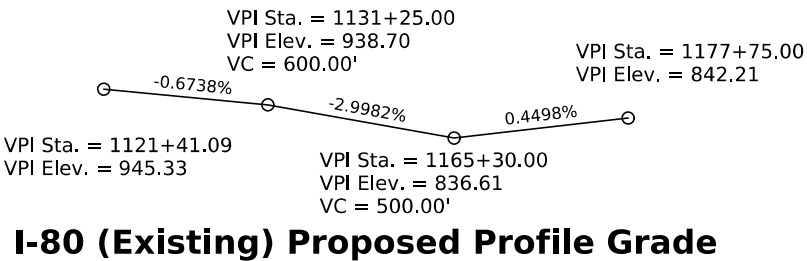 VPI Sta. = 1131+25.00
VPI Elev. = 938.70
VC = 600.00'
VPI Sta. = 1177+75.00
VPI Elev. = 842.21
-0.6738%
-2.9982%
0.4498%
VPI Sta. = 1121+41.09
VPI Elev. = 945.33
VPI Sta. = 1165+30.00
VPI Elev. = 836.61
VC = 500.00'
I-80 (Existing) Proposed Profile Grade